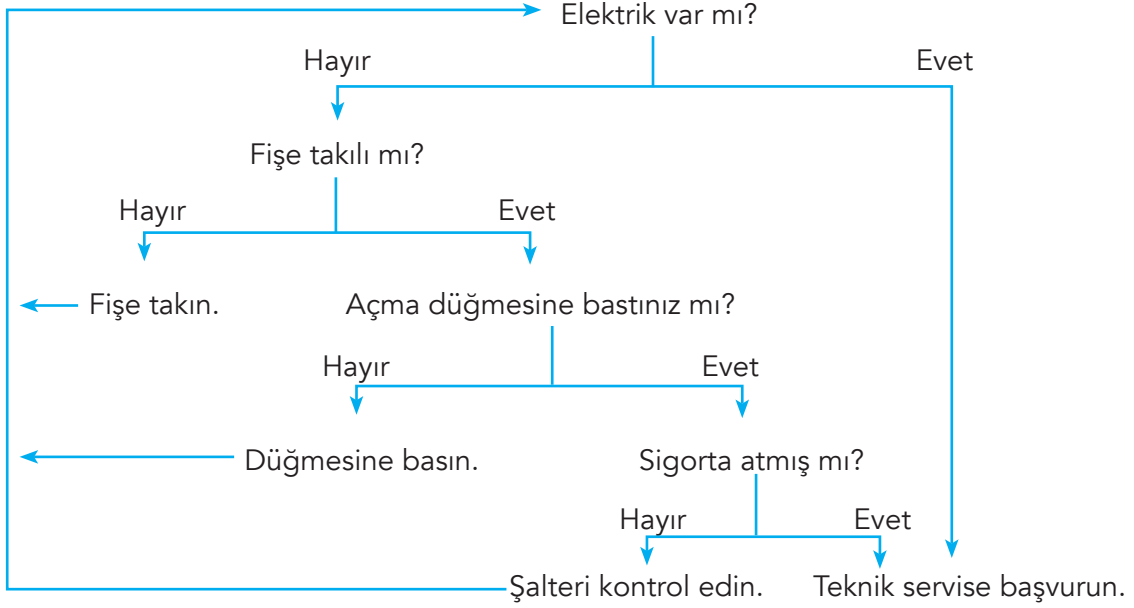 Elektrik var mı?
Hayır Evet
Fişe takılı mı?
Hayır Evet
Fişe takın. Açma düğmesine bastınız mı?
Hayır Evet
Düğmesine basın. Sigorta atmış mı?
Hayır Evet
Şalteri kontrol edin. Teknik servise başvurun.